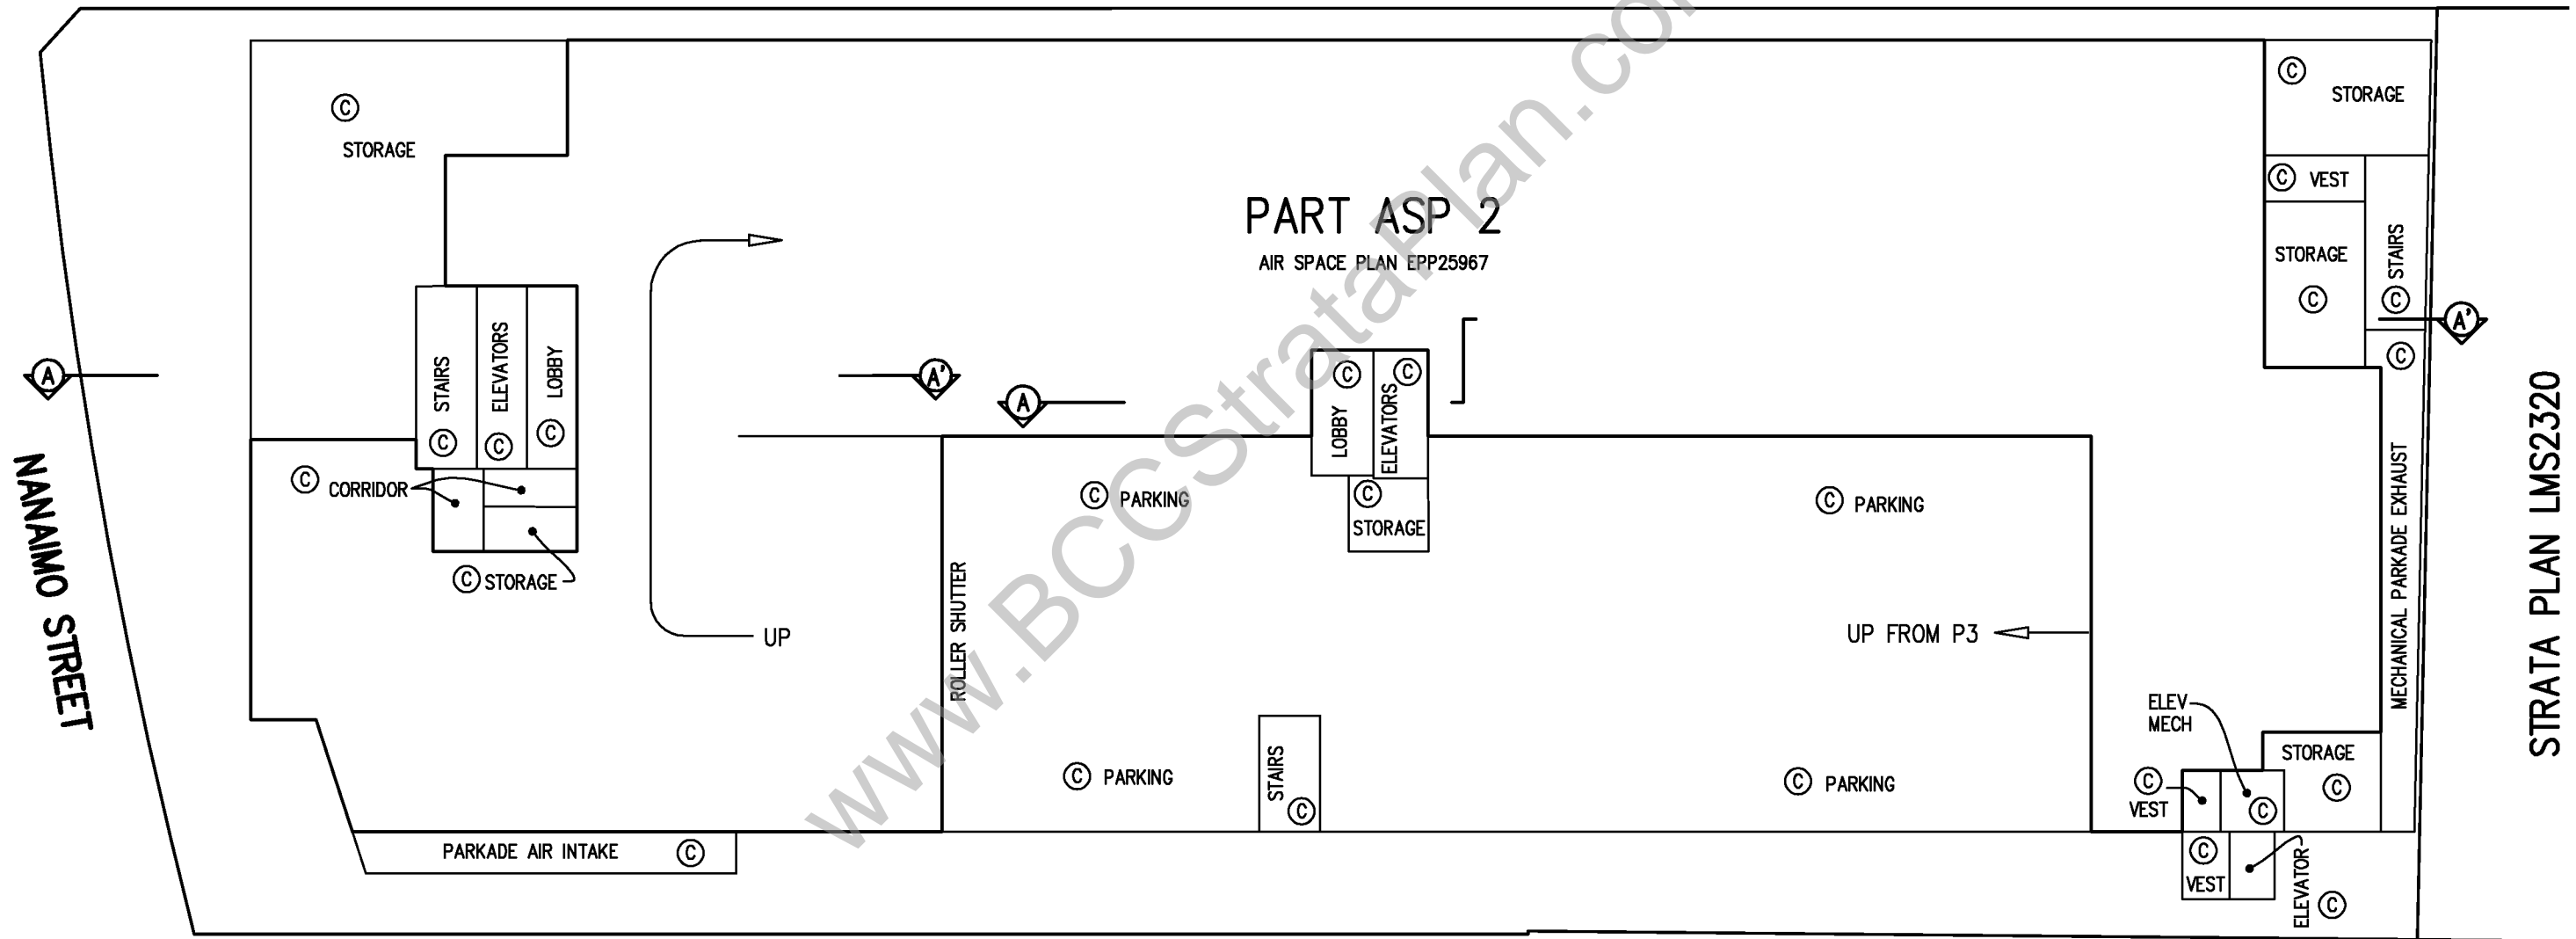 C
STORAGE
C
STORAGE
C VEST
PART ASP 2
AIR SPACE PLAN EPP25967
STORAGE
C
STAIRS
C
A
STAIRS
C
ELEVATORS
C
LOBBY
C
A'
A
LOBBY
C
ELEVATORS
C
A'
C
MECHANICAL PARKADE EXHAUST
STRATA PLAN LMS2320
NANAIMO STREET
C CORRIDOR
C PARKING
C
STORAGE
C PARKING
C STORAGE
ROLLER SHUTTER
UP
UP FROM P3
ELEV
MECH
C
STORAGE
C
C PARKING
STAIRS
C
C PARKING
C
VEST
PARKADE AIR INTAKE C
C
VEST
ELEVATOR C
www.BCCStrataPlan.com